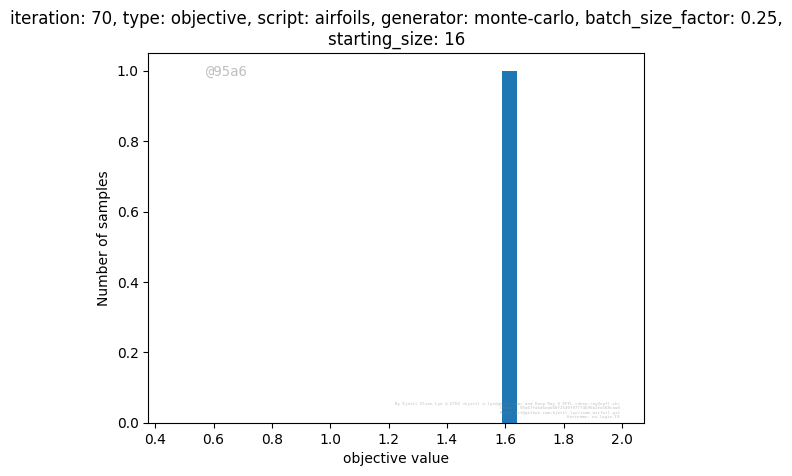 iteration: 70, type: objective, script: airfoils, generator: monte-carlo, batch_size_factor: 0.25,
starting_size: 16
@95a6
1.0
0.8
0.6
0.4
0.2
0.0
Number of samples
0.4 0.6 0.8 1.0 1.2 1.4 1.6 1.8 2.0
objective value